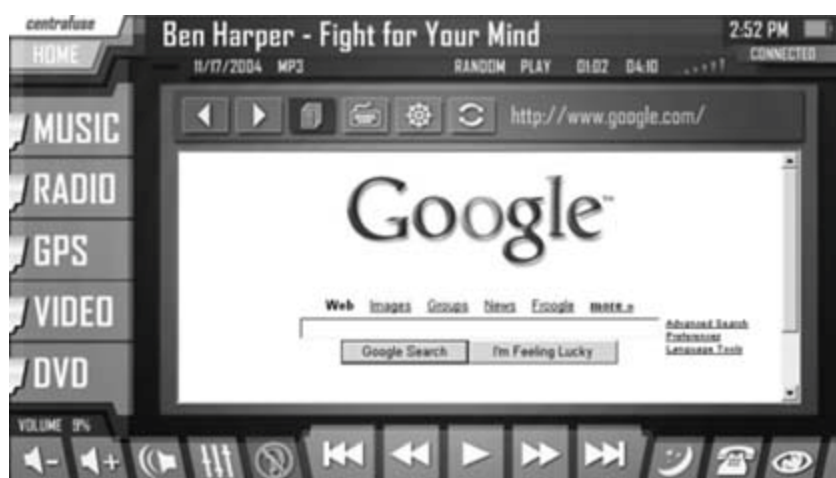 centrafuse
HOME
Ben Harper - Fight for Your Mind
2:52 PM
11/17/2004 MP3 RANDOM PLAY 01:02 04:10
CONNECTED
http://www.google.com/
MUSIC
RADIO
GPS
VIDEO
DVD
Google™
Web Images Groups News Froogle more »
Advanced Search
Preferences
Language Tools
Google Search I'm Feeling Lucky
VOLUME 9%